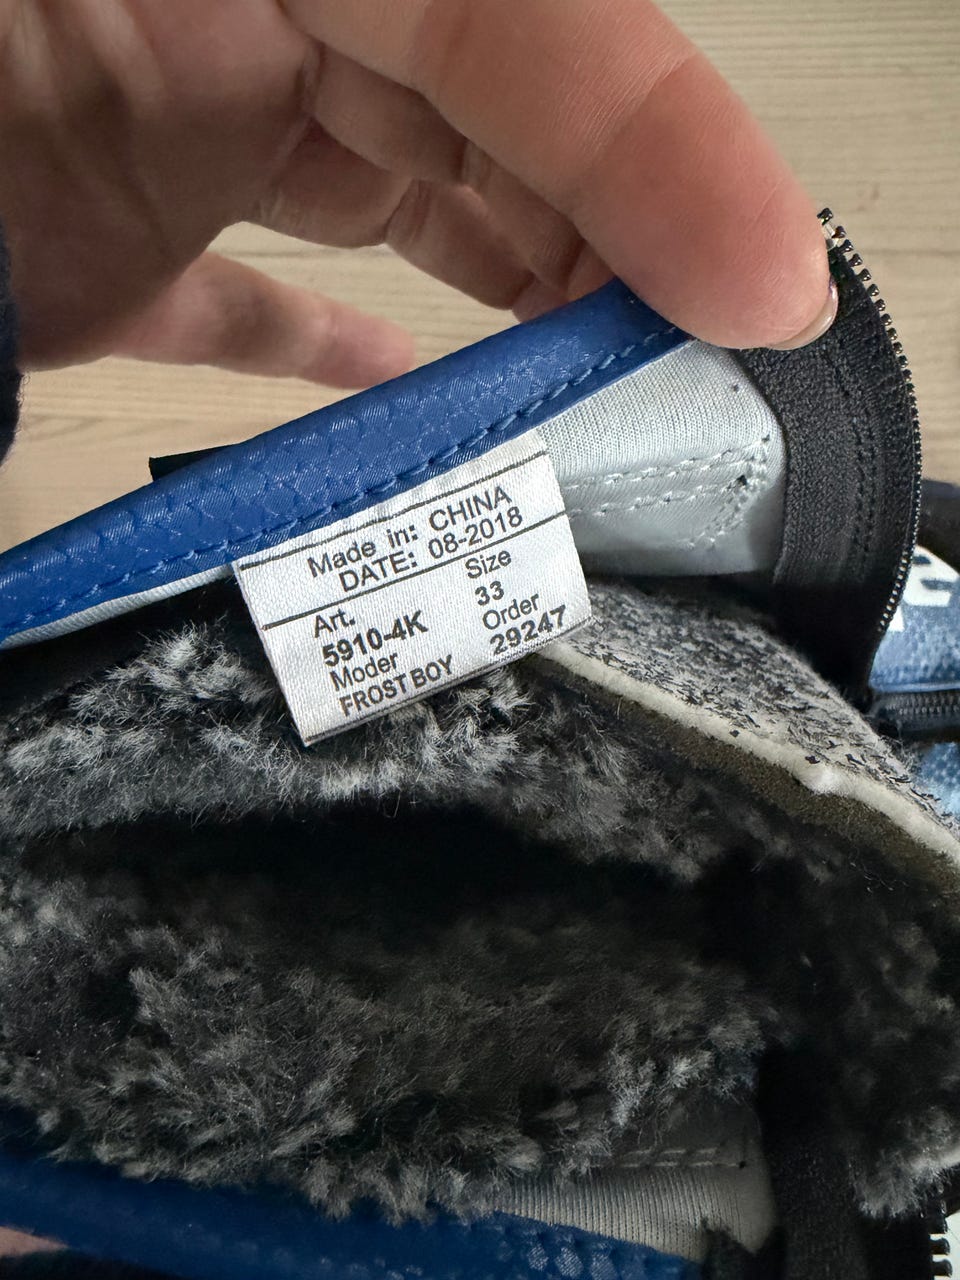 Made in: CHINA
DATE: 08-2018
Art. Size
5910-4K 33
Moder Order
FROST BOY 29247